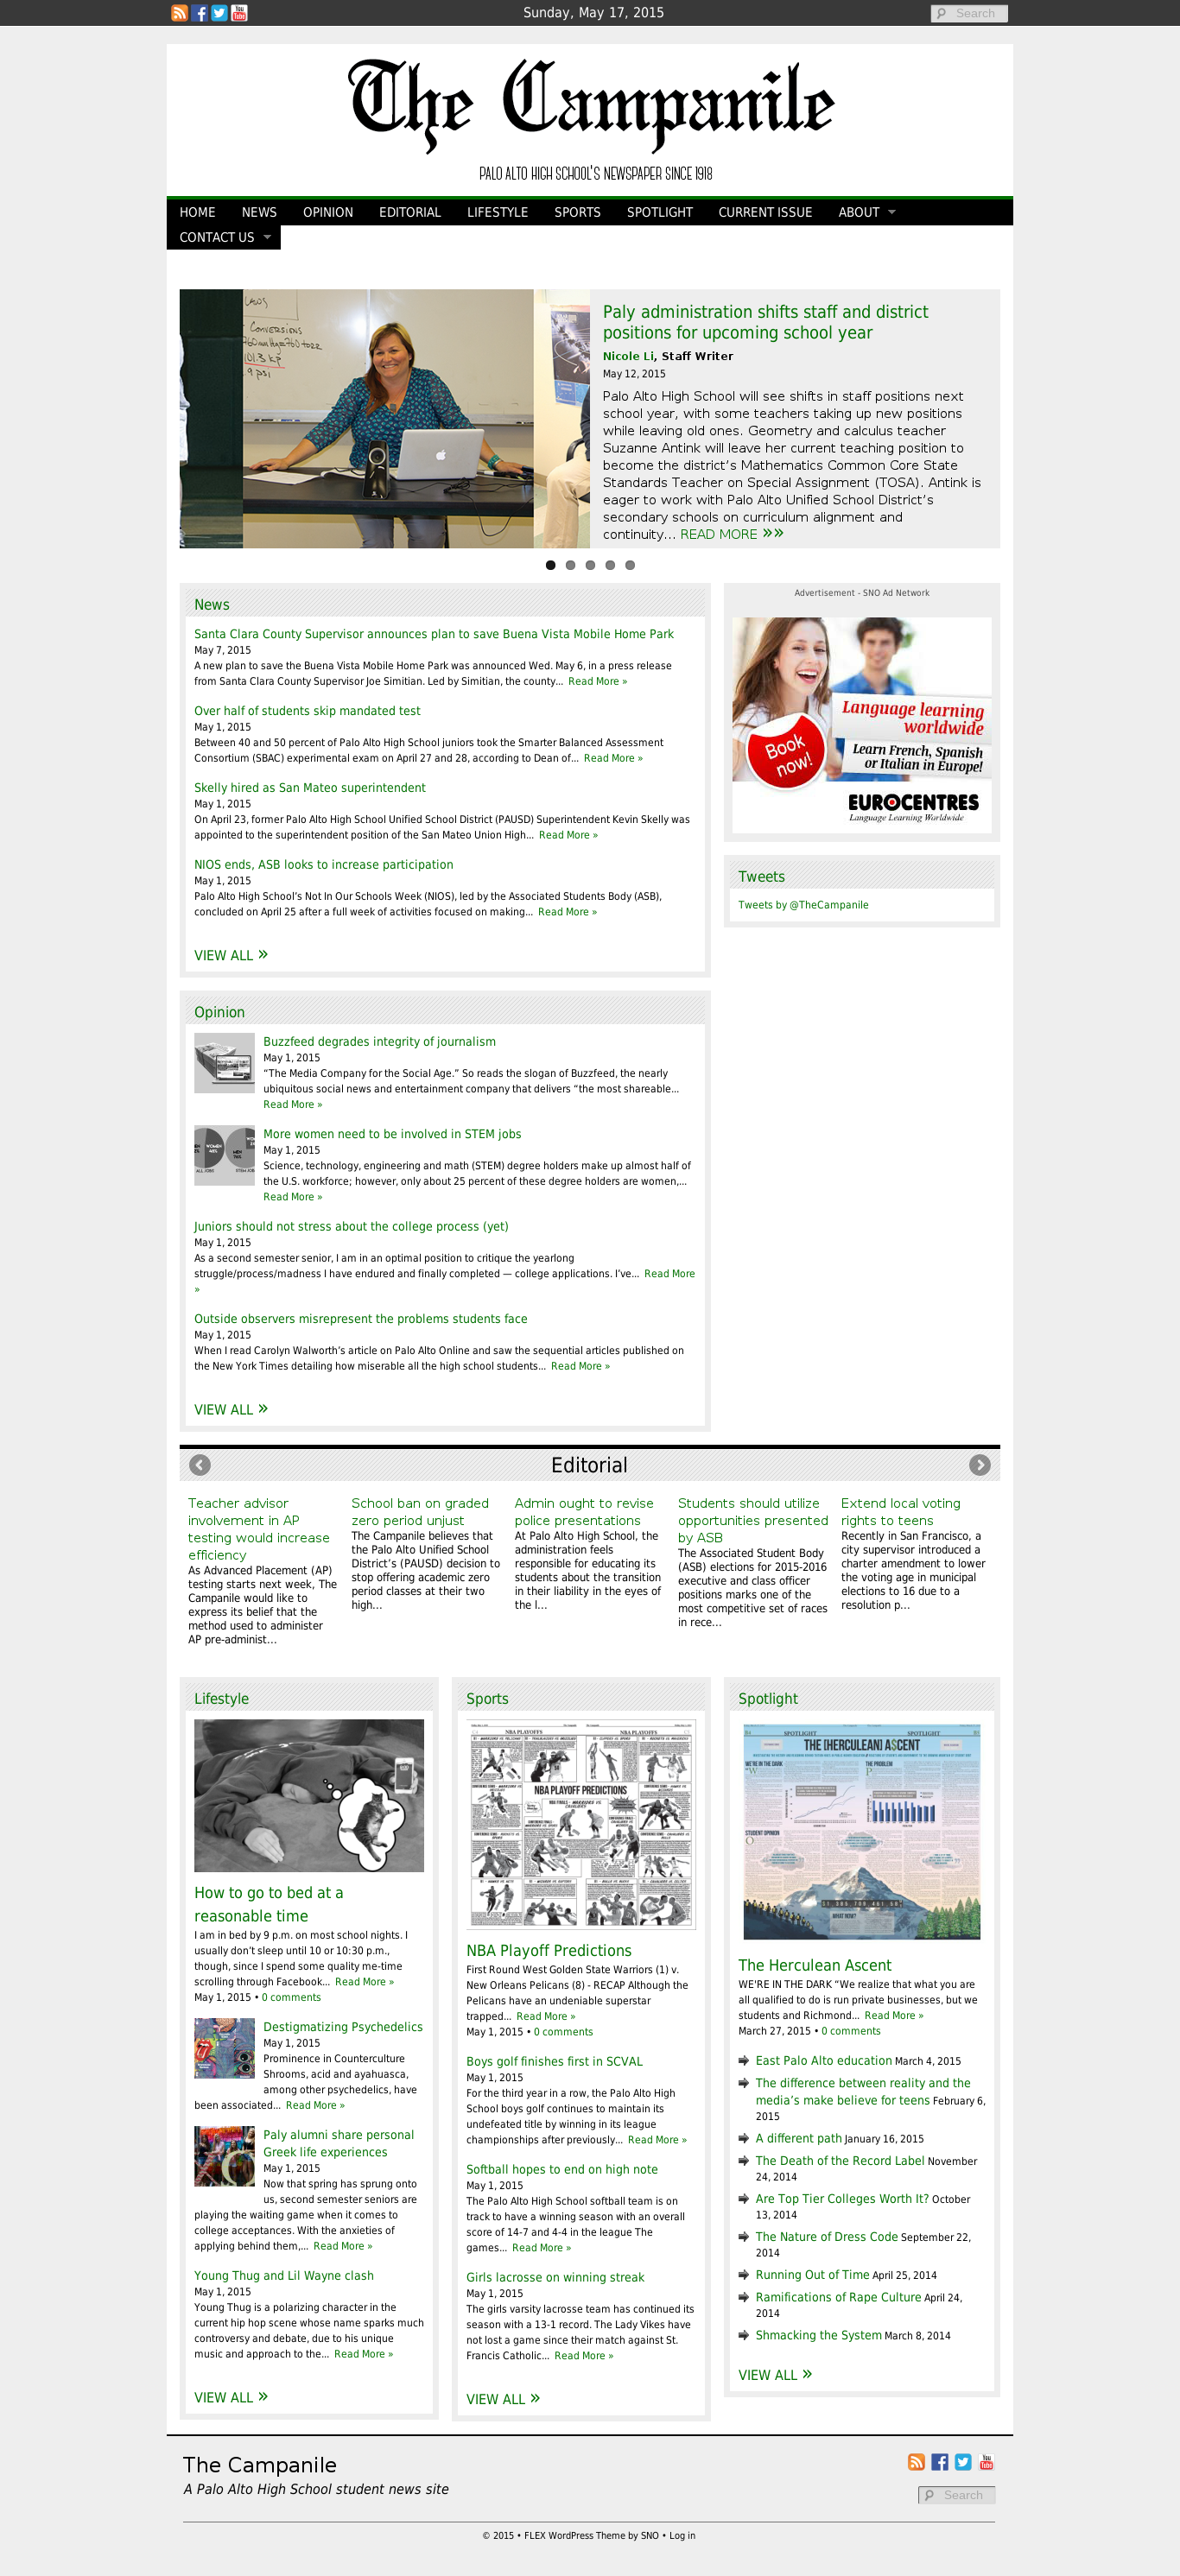 Sunday, May 17, 2015
Search
The Campanile
PALO ALTO HIGH SCHOOL'S NEWSPAPER SINCE 1918
HOME NEWS OPINION EDITORIAL LIFESTYLE SPORTS SPOTLIGHT CURRENT ISSUE ABOUT
CONTACT US
Paly administration shifts staff and district
positions for upcoming school year
Nicole Li, Staff Writer
May 12, 2015
Palo Alto High School will see shifts in staff positions next
school year, with some teachers taking up new positions
while leaving old ones. Geometry and calculus teacher
Suzanne Antink will leave her current teaching position to
become the district's Mathematics Common Core State
Standards Teacher on Special Assignment (TOSA). Antink is
eager to work with Palo Alto Unified School District's
secondary schools on curriculum alignment and
continuity... READ MORE »»
News
Santa Clara County Supervisor announces plan to save Buena Vista Mobile Home Park
May 7, 2015
A new plan to save the Buena Vista Mobile Home Park was announced Wed. May 6, in a press release
from Santa Clara County Supervisor Joe Simitian. Led by Simitian, the county... Read More »
Over half of students skip mandated test
May 1, 2015
Between 40 and 50 percent of Palo Alto High School juniors took the Smarter Balanced Assessment
Consortium (SBAC) experimental exam on April 27 and 28, according to Dean of... Read More »
Skelly hired as San Mateo superintendent
May 1, 2015
On April 23, former Palo Alto High School Unified School District (PAUSD) Superintendent Kevin Skelly was
appointed to the superintendent position of the San Mateo Union High... Read More »
NIOS ends, ASB looks to increase participation
May 1, 2015
Palo Alto High School's Not In Our Schools Week (NIOS), led by the Associated Students Body (ASB),
concluded on April 25 after a full week of activities focused on making... Read More »
VIEW ALL »
Advertisement - SNO Ad Network
Language learning
worldwide
Book
now!
Learn French, Spanish
or Italian in Europe!
EUROCENTRES
Language Learning Worldwide
Tweets
Tweets by @TheCampanile
Opinion
Buzzfeed degrades integrity of journalism
May 1, 2015
“The Media Company for the Social Age.” So reads the slogan of Buzzfeed, the nearly
ubiquitous social news and entertainment company that delivers “the most shareable...
Read More »
More women need to be involved in STEM jobs
May 1, 2015
Science, technology, engineering and math (STEM) degree holders make up almost half of
the U.S. workforce; however, only about 25 percent of these degree holders are women,...
Read More »
Juniors should not stress about the college process (yet)
May 1, 2015
As a second semester senior, I am in an optimal position to critique the yearlong
struggle/process/madness I have endured and finally completed — college applications. I've... Read More
»
Outside observers misrepresent the problems students face
May 1, 2015
When I read Carolyn Walworth's article on Palo Alto Online and saw the sequential articles published on
the New York Times detailing how miserable all the high school students... Read More »
VIEW ALL »
Editorial
Teacher advisor
involvement in AP
testing would increase
efficiency
As Advanced Placement (AP)
testing starts next week, The
Campanile would like to
express its belief that the
method used to administer
AP pre-administ...
School ban on graded
zero period unjust
The Campanile believes that
the Palo Alto Unified School
District's (PAUSD) decision to
stop offering academic zero
period classes at their two
high...
Admin ought to revise
police presentations
At Palo Alto High School, the
administration feels
responsible for educating its
students about the transition
in their liability in the eyes of
the l...
Students should utilize
opportunities presented
by ASB
The Associated Student Body
(ASB) elections for 2015-2016
executive and class officer
positions marks one of the
most competitive set of races
in rece...
Extend local voting
rights to teens
Recently in San Francisco, a
city supervisor introduced a
charter amendment to lower
the voting age in municipal
elections to 16 due to a
resolution p...
Lifestyle
How to go to bed at a
reasonable time
I am in bed by 9 p.m. on most school nights. I
usually don't sleep until 10 or 10:30 p.m.,
though, since I spend some quality me-time
scrolling through Facebook... Read More »
May 1, 2015 • 0 comments
Destigmatizing Psychedelics
May 1, 2015
Prominence in Counterculture
Shrooms, acid and ayahuasca,
among other psychedelics, have
been associated... Read More »
Paly alumni share personal
Greek life experiences
May 1, 2015
Now that spring has sprung onto
us, second semester seniors are
playing the waiting game when it comes to
college acceptances. With the anxieties of
applying behind them,... Read More »
Young Thug and Lil Wayne clash
May 1, 2015
Young Thug is a polarizing character in the
current hip hop scene whose name sparks much
controversy and debate, due to his unique
music and approach to the... Read More »
VIEW ALL »
Sports
NBA PLAYOFFS NBA PLAYOFFS
NBA PLAYOFF PREDICTIONS
NBA Playoff Predictions
First Round West Golden State Warriors (1) v.
New Orleans Pelicans (8) - RECAP Although the
Pelicans have an undeniable superstar
trapped... Read More »
May 1, 2015 • 0 comments
Boys golf finishes first in SCVAL
May 1, 2015
For the third year in a row, the Palo Alto High
School boys golf continues to maintain its
undefeated title by winning in its league
championships after previously... Read More »
Softball hopes to end on high note
May 1, 2015
The Palo Alto High School softball team is on
track to have a winning season with an overall
score of 14-7 and 4-4 in the league The
games... Read More »
Girls lacrosse on winning streak
May 1, 2015
The girls varsity lacrosse team has continued its
season with a 13-1 record. The Lady Vikes have
not lost a game since their match against St.
Francis Catholic... Read More »
VIEW ALL »
Spotlight
SPOTLIGHT SPOTLIGHT
THE [HERCULEAN] A$CENT
The Herculean Ascent
WE'RE IN THE DARK “We realize that what you are
all qualified to do is run private businesses, but we
students and Richmond... Read More »
March 27, 2015 • 0 comments
East Palo Alto education March 4, 2015
The difference between reality and the
media's make believe for teens February 6,
2015
A different path January 16, 2015
The Death of the Record Label November
24, 2014
Are Top Tier Colleges Worth It? October
13, 2014
The Nature of Dress Code September 22,
2014
Running Out of Time April 25, 2014
Ramifications of Rape Culture April 24,
2014
Shmacking the System March 8, 2014
VIEW ALL »
The Campanile
A Palo Alto High School student news site
Search
© 2015 • FLEX WordPress Theme by SNO • Log in